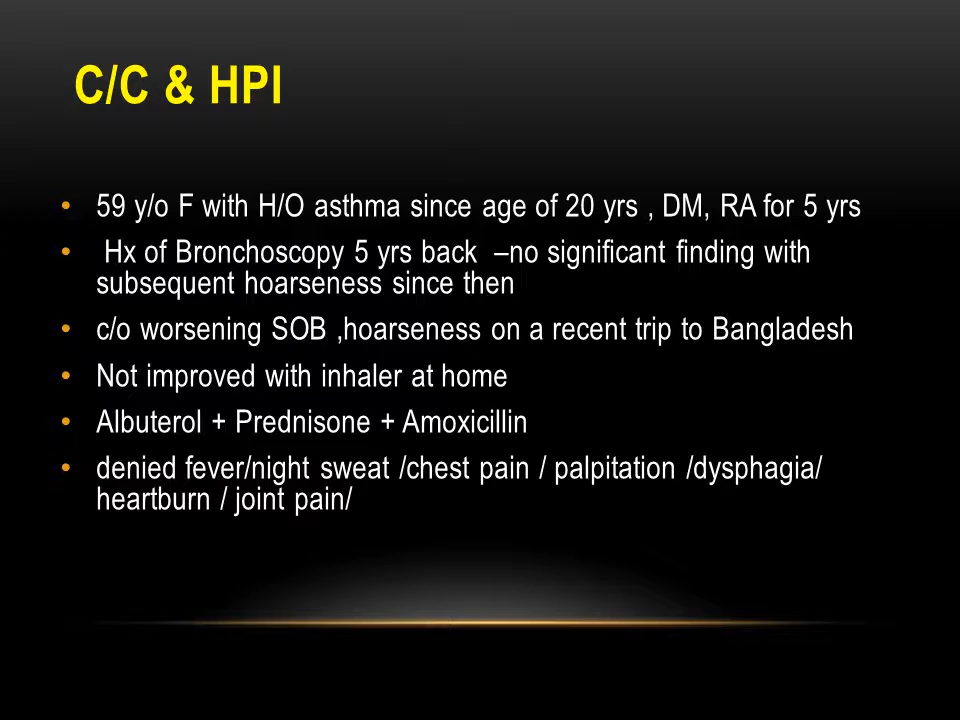 C/C & HPI
• 59 y/o F with H/O asthma since age of 20 yrs , DM, RA for 5 yrs
• Hx of Bronchoscopy 5 yrs back –no significant finding with
subsequent hoarseness since then
• c/o worsening SOB ,hoarseness on a recent trip to Bangladesh
• Not improved with inhaler at home
• Albuterol + Prednisone + Amoxicillin
• denied fever/night sweat /chest pain / palpitation /dysphagia/
heartburn / joint pain/